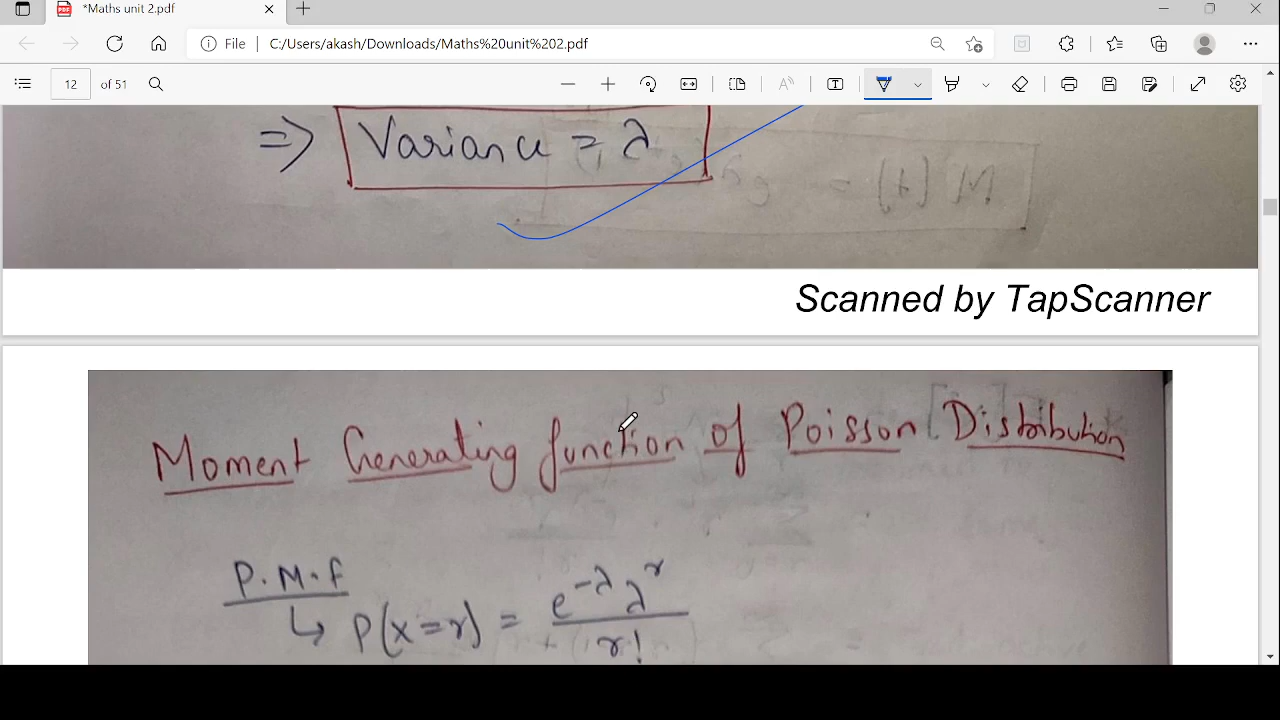 *Maths unit 2.pdf
File C:/Users/akash/Downloads/Maths%20unit%202.pdf
12 of 51
=> Variance = λ
Scanned by TapScanner
Moment Generating function of Poisson Distribution
P.M.F
↳ P(x=r) = e^-λ λ^r / r!